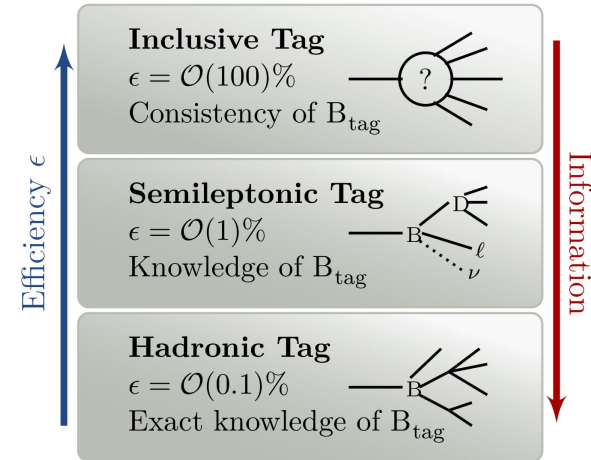 Inclusive Tag
ϵ = 𝒪(100)%
Consistency of B_tag
?
Semileptonic Tag
ϵ = 𝒪(1)%
Knowledge of B_tag
B
D
ℓ
ν
Hadronic Tag
ϵ = 𝒪(0.1)%
Exact knowledge of B_tag
B
Efficiency ϵ
Information